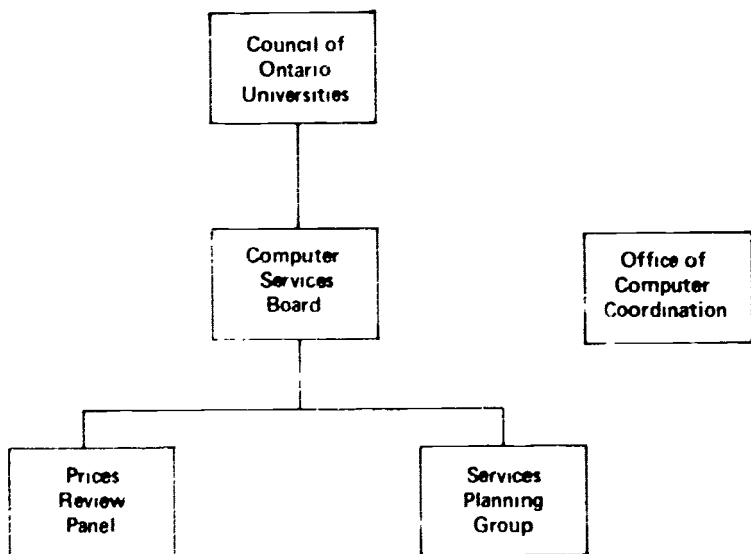 Council of
Ontario
Universities
Computer
Services
Board
Office of
Computer
Coordination
Prices
Review
Panel
Services
Planning
Group